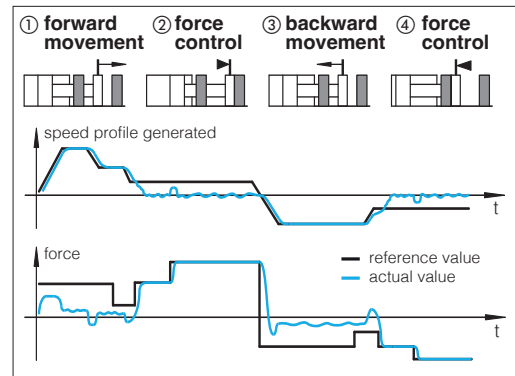 ① forward movement
② force control
③ backward movement
④ force control
speed profile generated
t
force
reference value
actual value
t